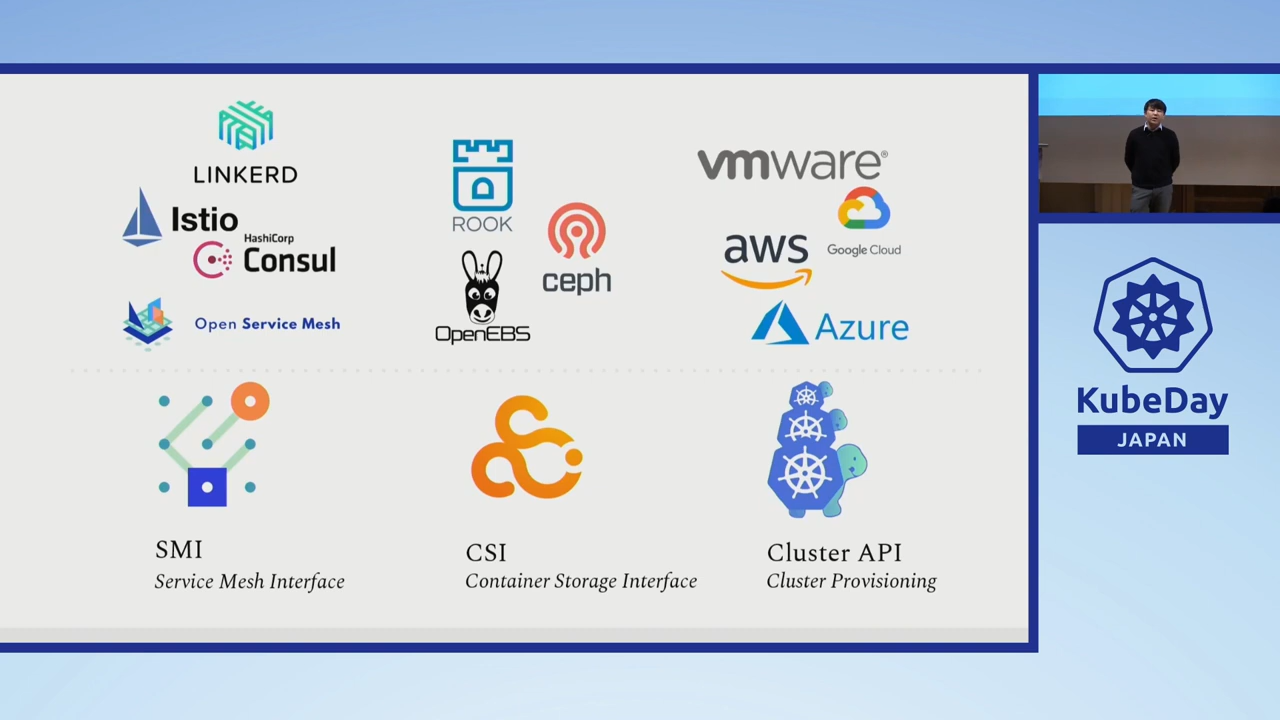 LINKERD
Istio
HashiCorp
Consul
Open Service Mesh
ROOK
ceph
OpenEBS
vmware®
Google Cloud
aws
Azure
SMI
Service Mesh Interface
CSI
Container Storage Interface
Cluster API
Cluster Provisioning
KubeDay
JAPAN